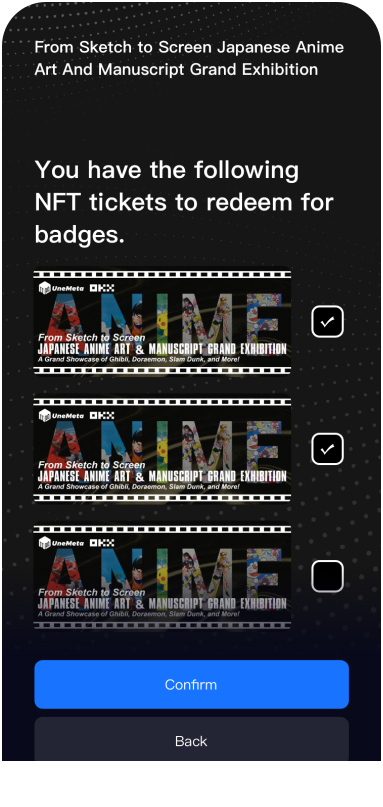 From Sketch to Screen Japanese Anime
Art And Manuscript Grand Exhibition
You have the following
NFT tickets to redeem for
badges.
UneMeta OKX
ANIME
From Sketch to Screen
JAPANESE ANIME ART & MANUSCRIPT GRAND EXHIBITION
A Grand Showcase of Ghibli, Doraemon, Slam Dunk, and More!
UneMeta OKX
ANIME
From Sketch to Screen
JAPANESE ANIME ART & MANUSCRIPT GRAND EXHIBITION
A Grand Showcase of Ghibli, Doraemon, Slam Dunk, and More!
UneMeta OKX
ANIME
From Sketch to Screen
JAPANESE ANIME ART & MANUSCRIPT GRAND EXHIBITION
A Grand Showcase of Ghibli, Doraemon, Slam Dunk, and More!
Confirm
Back